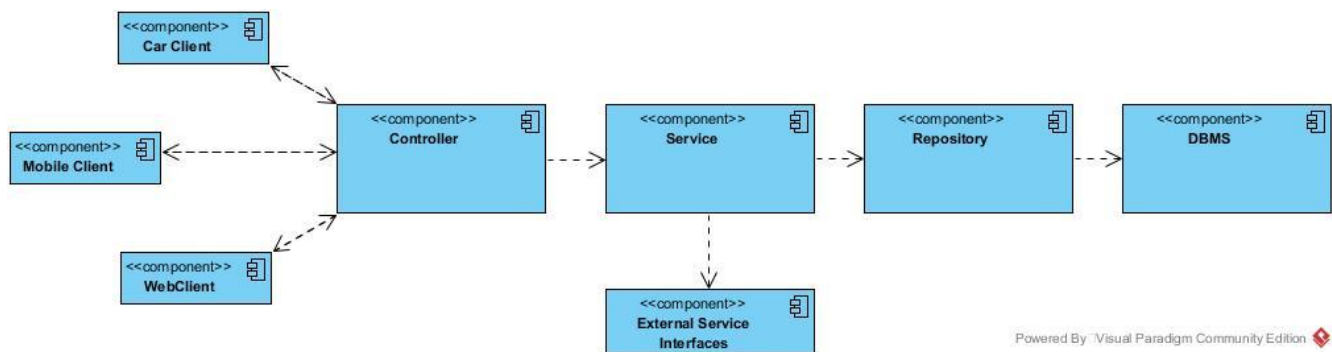 <<component>>
Car Client
<<component>>
Mobile Client
<<component>>
WebClient
<<component>>
Controller
<<component>>
Service
<<component>>
Repository
<<component>>
DBMS
<<component>>
External Service
Interfaces
Powered By Visual Paradigm Community Edition